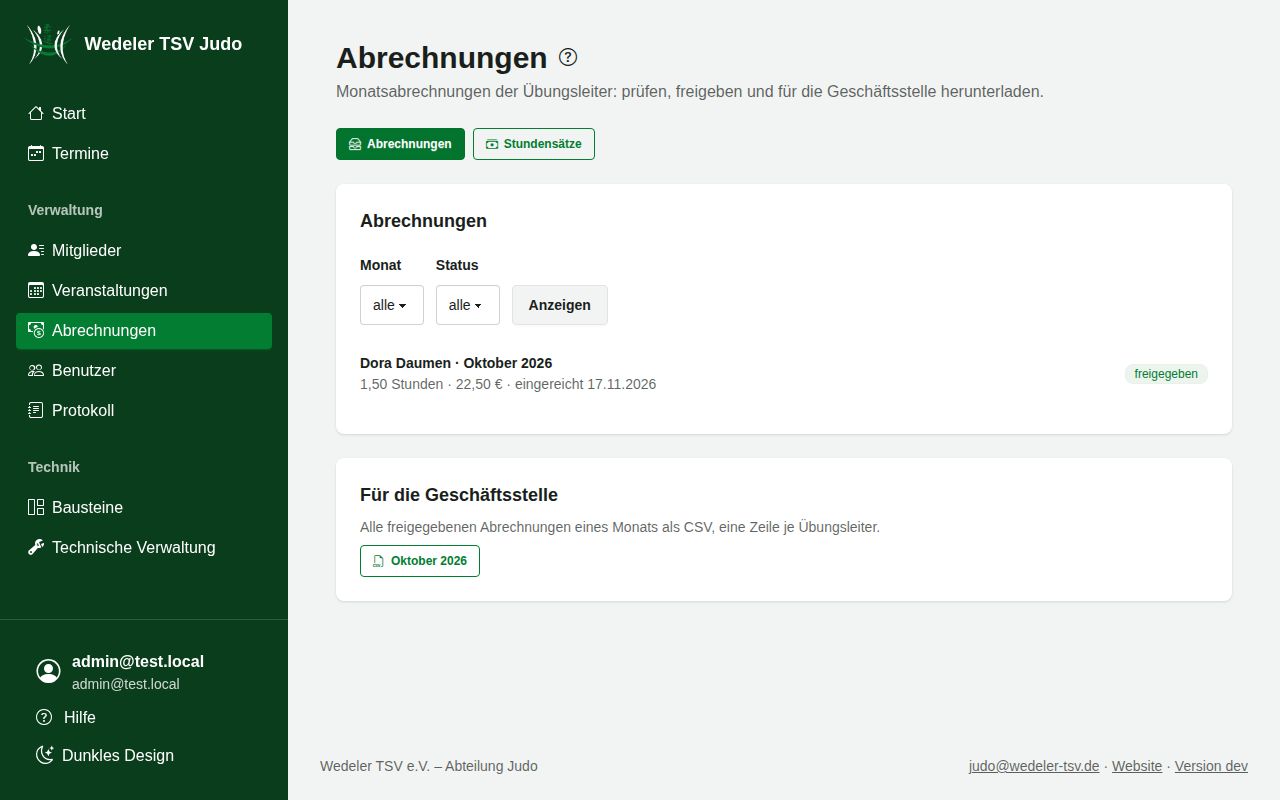 Wedeler TSV Judo
Start
Termine
Verwaltung
Mitglieder
Veranstaltungen
Abrechnungen
Benutzer
Protokoll
Technik
Bausteine
Technische Verwaltung
admin@test.local
admin@test.local
Hilfe
Dunkles Design
Abrechnungen
Monatsabrechnungen der Übungsleiter: prüfen, freigeben und für die Geschäftsstelle herunterladen.
Abrechnungen Stundensätze
Abrechnungen
Monat Status
alle alle Anzeigen
Dora Daumen · Oktober 2026
1,50 Stunden · 22,50 € · eingereicht 17.11.2026
freigegeben
Für die Geschäftsstelle
Alle freigegebenen Abrechnungen eines Monats als CSV, eine Zeile je Übungsleiter.
Oktober 2026
Wedeler TSV e.V. – Abteilung Judo
judo@wedeler-tsv.de · Website · Version dev